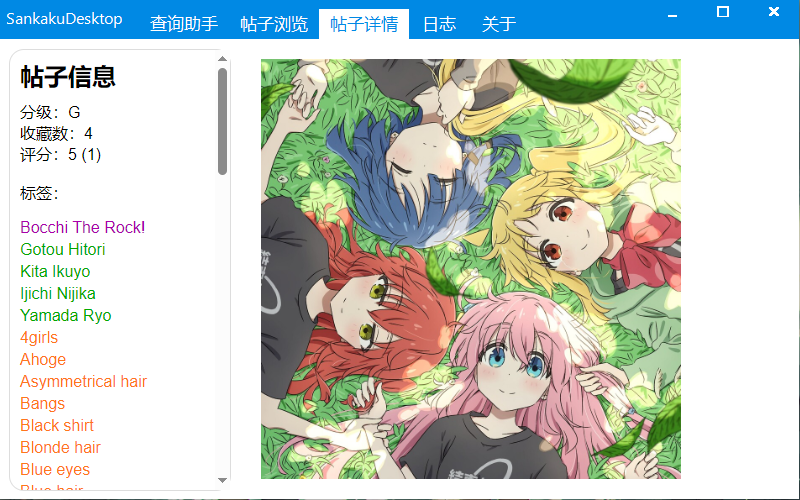 SankakuDesktop
查询助手 帖子浏览 帖子详情 日志 关于
帖子信息
分级：G
收藏数：4
评分：5 (1)
标签：
Bocchi The Rock!
Gotou Hitori
Kita Ikuyo
Ijichi Nijika
Yamada Ryo
4girls
Ahoge
Asymmetrical hair
Bangs
Black shirt
Blonde hair
Blue eyes
Blue hair